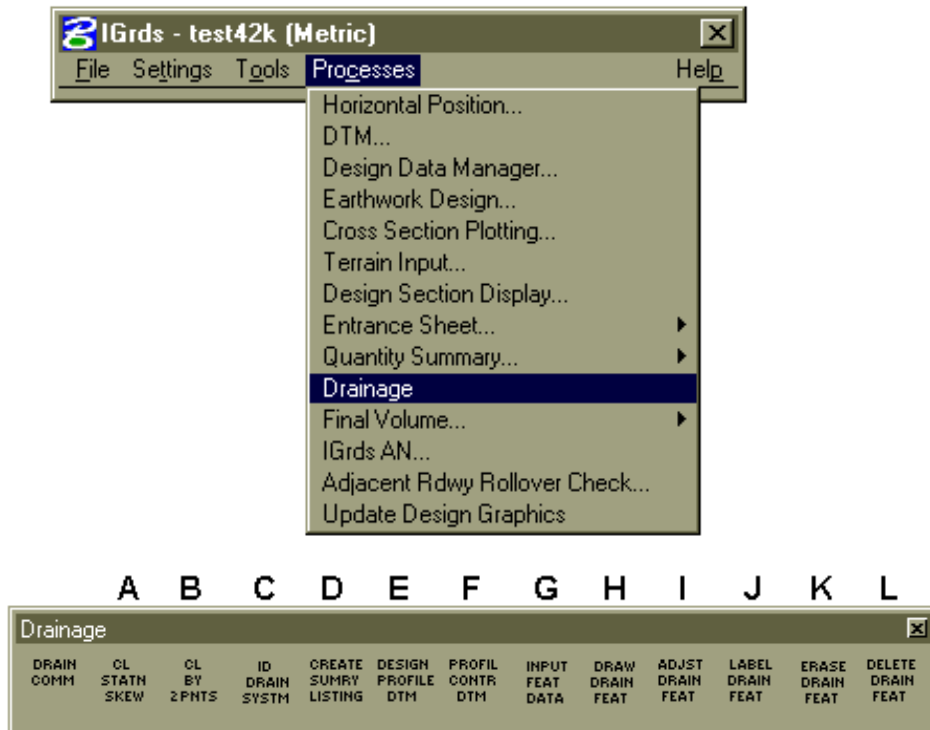 IGrds - test42k (Metric)
File Settings Tools Processes Help
Horizontal Position...
DTM...
Design Data Manager...
Earthwork Design...
Cross Section Plotting...
Terrain Input...
Design Section Display...
Entrance Sheet...
Quantity Summary...
Drainage
Final Volume...
IGrds AN...
Adjacent Rdwy Rollover Check...
Update Design Graphics
A B C D E F G H I J K L
Drainage
DRAIN CL CL ID CREATE DESIGN PROFIL INPUT DRAW ADJST LABEL ERASE DELETE
COMM STATN BY DRAIN SUMRY PROFILE CONTR FEAT DRAIN DRAIN DRAIN DRAIN DRAIN
SKEW 2PNTS SYSTM LISTING DTM DTM DATA FEAT FEAT FEAT FEAT FEAT